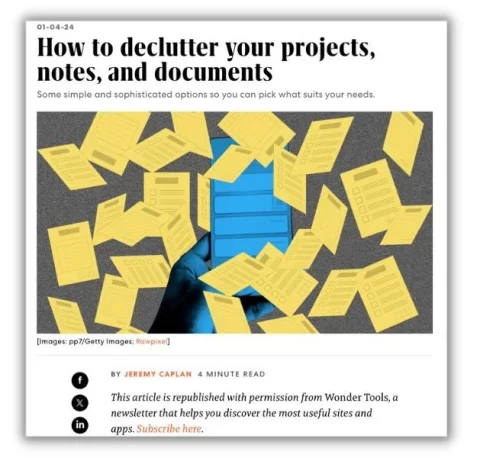 01-04-24
How to declutter your projects,
notes, and documents
Some simple and sophisticated options so you can pick what suits your needs.
[Images: pp7/Getty Images; Rawpixel]
f
BY JEREMY CAPLAN 4 MINUTE READ
X
This article is republished with permission from Wonder Tools, a
newsletter that helps you discover the most useful sites and
in
apps. Subscribe here.